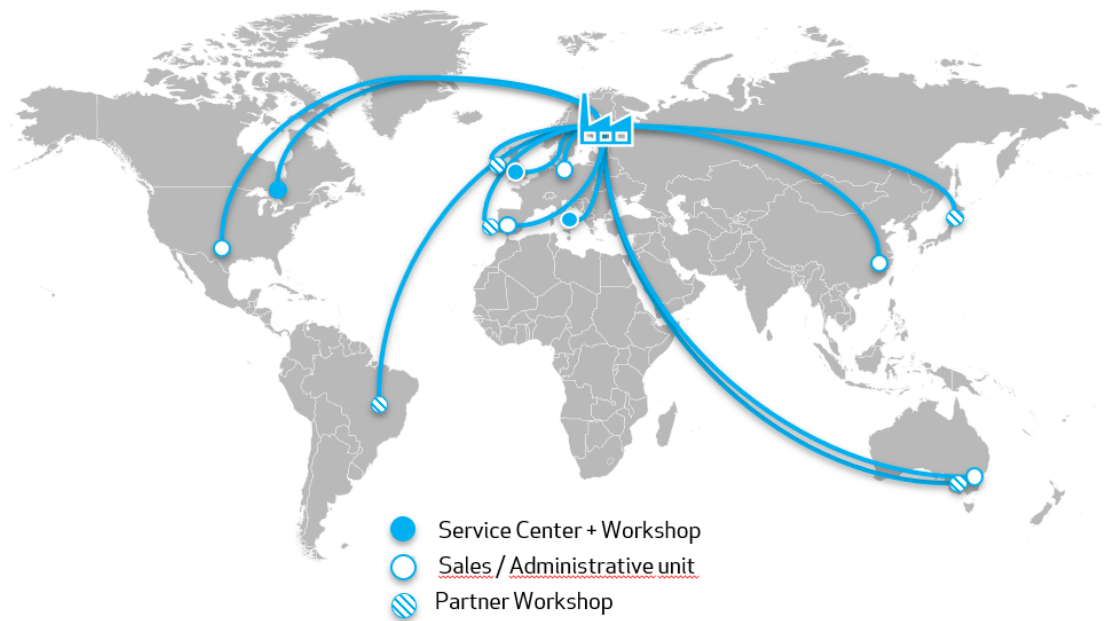 Service Center + Workshop
Sales / Administrative unit
Partner Workshop